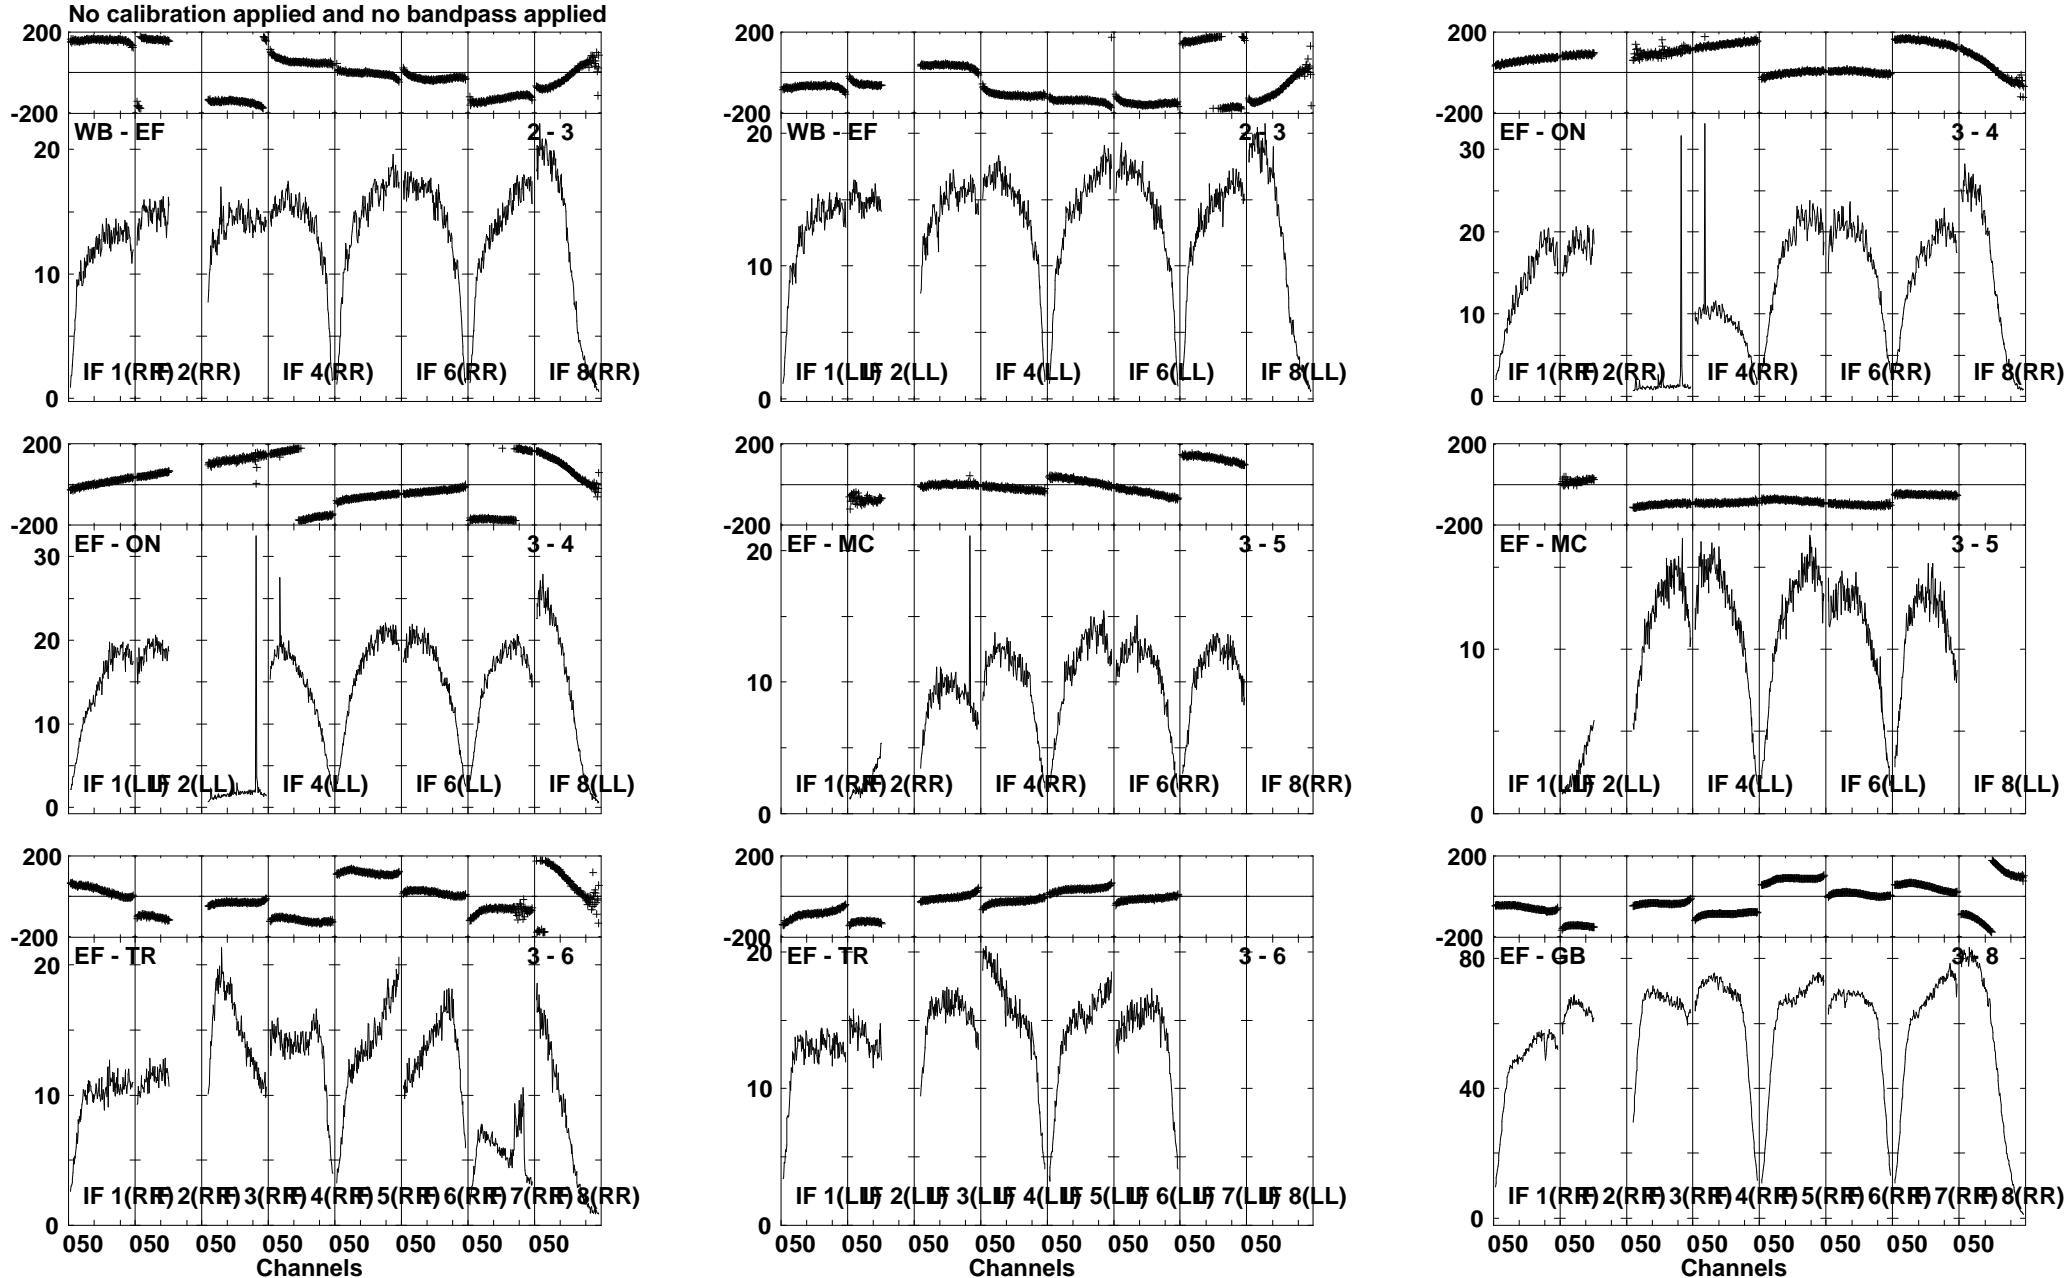 No calibration applied and no bandpass applied
200
-200
WB - EF
2 - 3
20
10
0
IF 1(RR)
IF 2(RR)
IF 4(RR)
IF 6(RR)
IF 8(RR)
200
-200
WB - EF
2 - 3
20
10
0
IF 1(LL)
IF 2(LL)
IF 4(LL)
IF 6(LL)
IF 8(LL)
200
-200
EF - ON
3 - 4
30
20
10
0
IF 1(RR)
IF 2(RR)
IF 4(RR)
IF 6(RR)
IF 8(RR)
200
-200
EF - ON
3 - 4
30
20
10
0
IF 1(LL)
IF 2(LL)
IF 4(LL)
IF 6(LL)
IF 8(LL)
200
-200
EF - MC
3 - 5
20
10
0
IF 1(RR)
IF 2(RR)
IF 4(RR)
IF 6(RR)
IF 8(RR)
200
-200
EF - MC
3 - 5
10
0
IF 1(LL)
IF 2(LL)
IF 4(LL)
IF 6(LL)
IF 8(LL)
200
-200
EF - TR
3 - 6
20
10
0
IF 1(RR)
IF 2(RR)
IF 3(RR)
IF 4(RR)
IF 5(RR)
IF 6(RR)
IF 7(RR)
IF 8(RR)
050 050 050 050
Channels
200
-200
EF - TR
3 - 6
20
10
0
IF 1(LL)
IF 2(LL)
IF 3(LL)
IF 4(LL)
IF 5(LL)
IF 6(LL)
IF 7(LL)
IF 8(LL)
050 050 050 050
Channels
200
-200
EF - GB
3 - 8
80
40
0
IF 1(RR)
IF 2(RR)
IF 3(RR)
IF 4(RR)
IF 5(RR)
IF 6(RR)
IF 7(RR)
IF 8(RR)
050 050 050 050
Channels